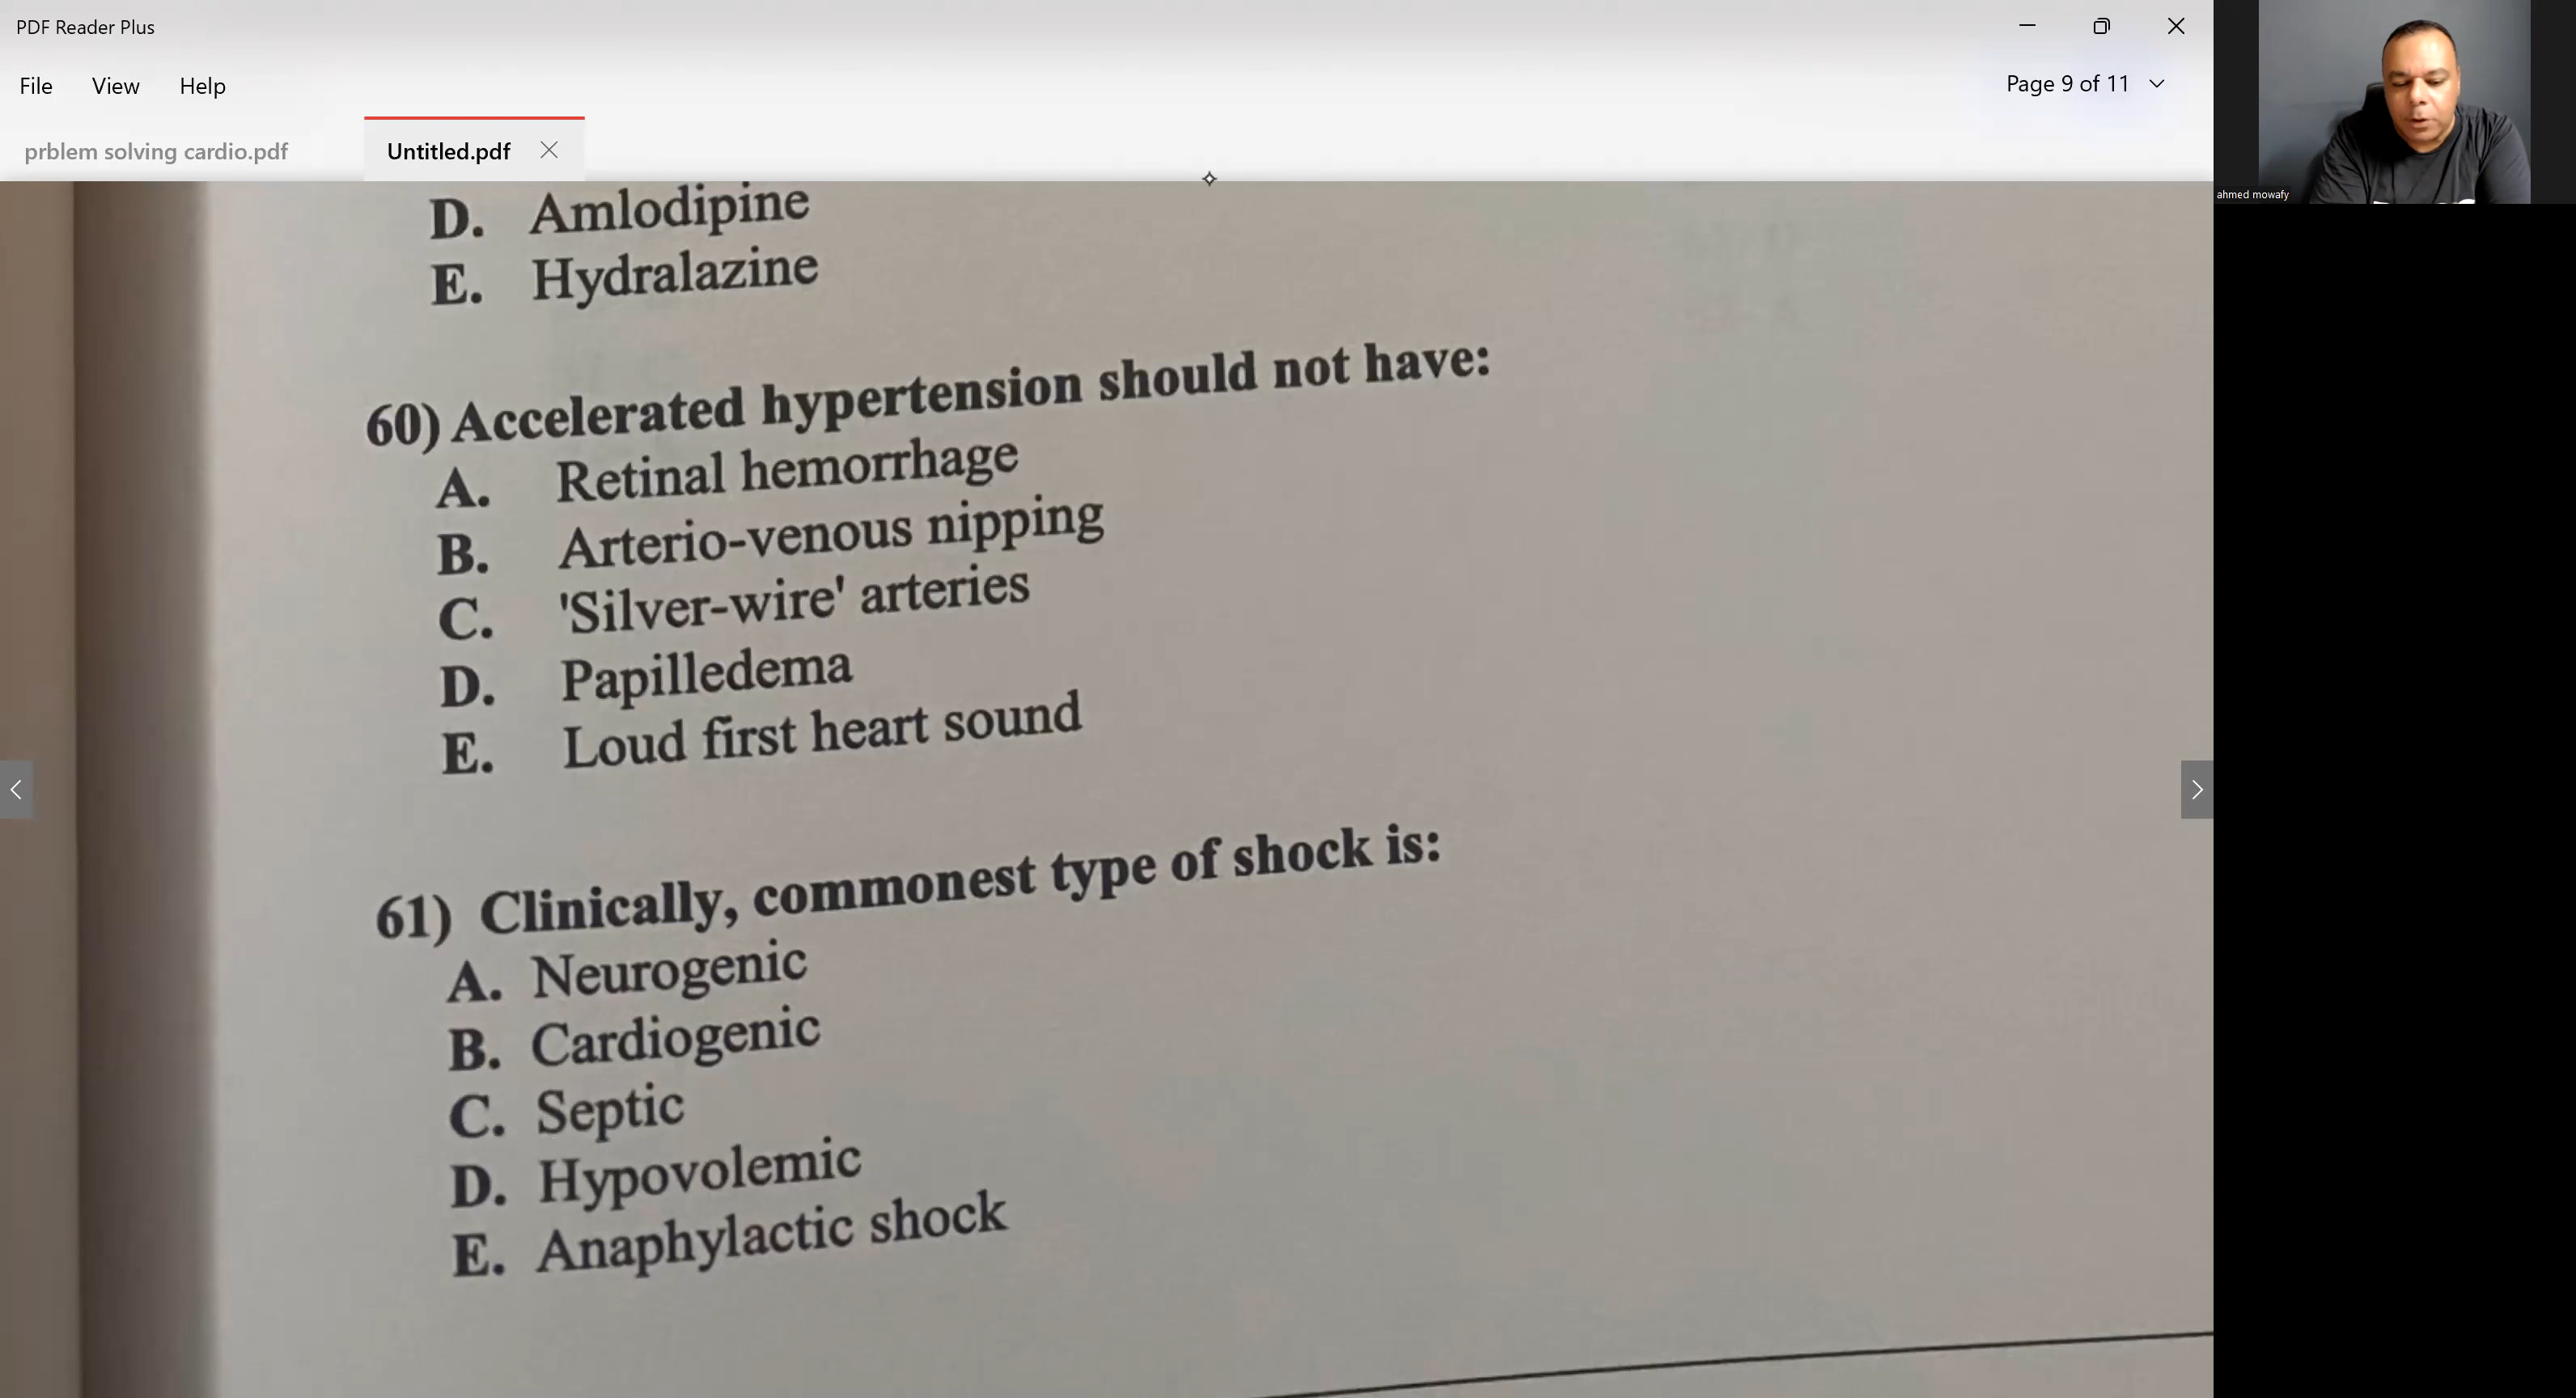 PDF Reader Plus
File View Help
Page 9 of 11
prblem solving cardio.pdf Untitled.pdf
ahmed mowafy
D. Amlodipine
E. Hydralazine
60) Accelerated hypertension should not have:
A. Retinal hemorrhage
B. Arterio-venous nipping
C. 'Silver-wire' arteries
D. Papilledema
E. Loud first heart sound
61) Clinically, commonest type of shock is:
A. Neurogenic
B. Cardiogenic
C. Septic
D. Hypovolemic
E. Anaphylactic shock